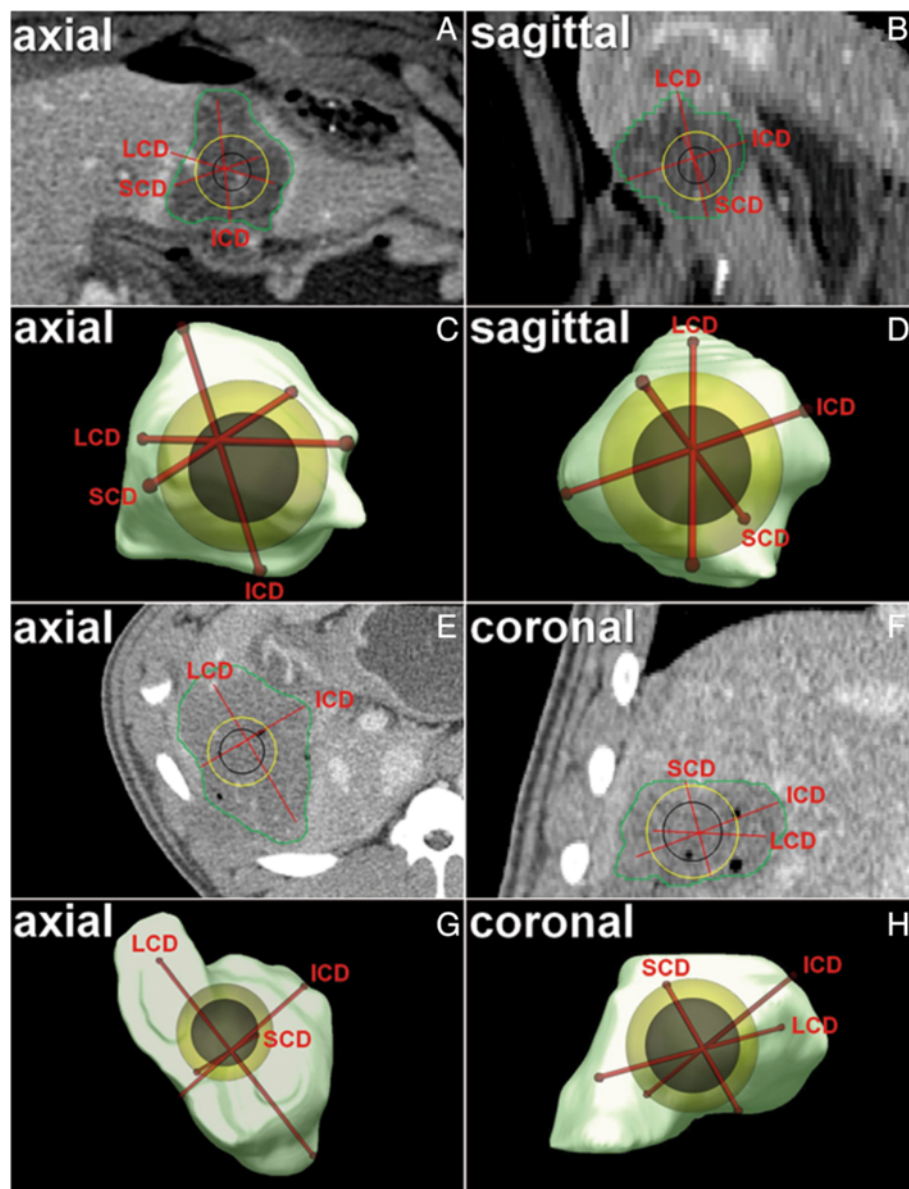 axial A
LCD
SCD
ICD
sagittal B
LCD
ICD
SCD
axial C
LCD
SCD
ICD
sagittal D
LCD
ICD
SCD
axial E
LCD
ICD
coronal F
SCD
ICD
LCD
axial G
LCD
ICD
SCD
coronal H
SCD
ICD
LCD